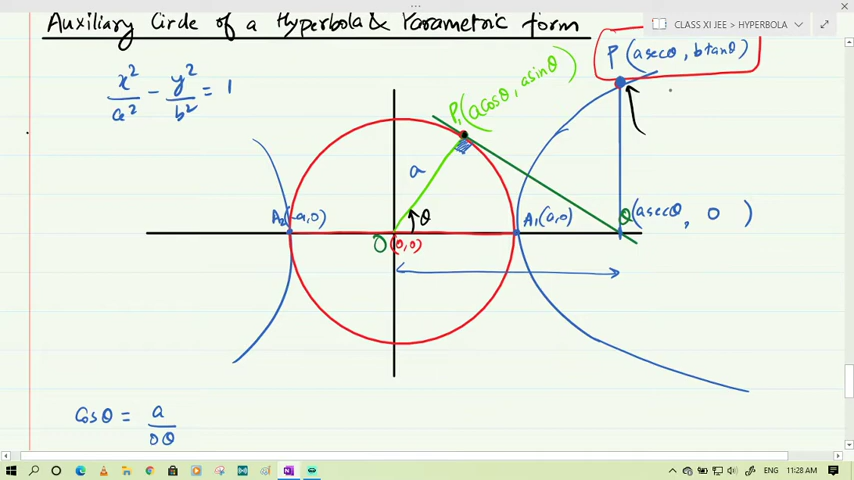 Auxiliary Circle of a Hyperbola & Parametric form
CLASS XI JEE > HYPERBOLA
x²/a² − y²/b² = 1
P (asecθ, btanθ)
P₁(acosθ, asinθ)
a
θ
A₂(-a,0)
O (0,0)
A₁(a,0)
Q(asecθ, 0 )
Cosθ = a/OQ
ENG 11:28 AM